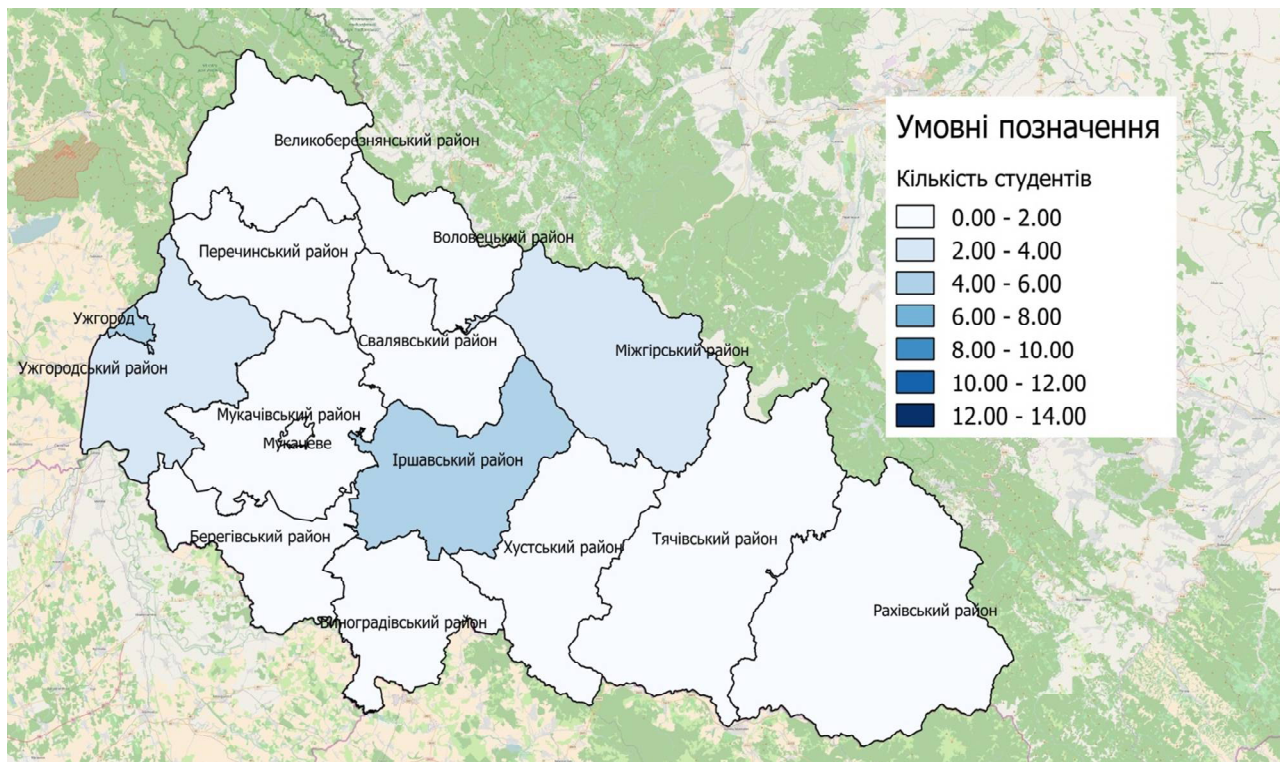 Умовні позначення
Кількість студентів
0.00 - 2.00
2.00 - 4.00
4.00 - 6.00
6.00 - 8.00
8.00 - 10.00
10.00 - 12.00
12.00 - 14.00
Великоберезнянський район
Воловецький район
Перечинський район
Ужгород
Свалявський район
Міжгірський район
Ужгородський район
Мукачівський район
Мукачеве
Іршавський район
Берегівський район
Хустський район
Тячівський район
Виноградівський район
Рахівський район